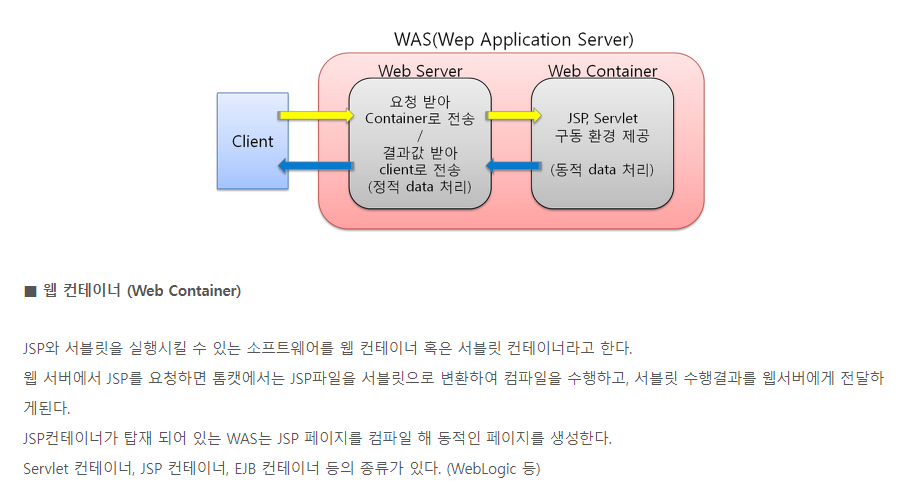 WAS(Wep Application Server)
Web Server
Web Container
Client
요청 받아
Container로 전송
/
결과값 받아
client로 전송
(정적 data 처리)
JSP, Servlet
구동 환경 제공
(동적 data 처리)
■ 웹 컨테이너 (Web Container)
JSP와 서블릿을 실행시킬 수 있는 소프트웨어를 웹 컨테이너 혹은 서블릿 컨테이너라고 한다.
웹 서버에서 JSP를 요청하면 톰캣에서는 JSP파일을 서블릿으로 변환하여 컴파일을 수행하고, 서블릿 수행결과를 웹서버에게 전달하
게된다.
JSP컨테이너가 탑재 되어 있는 WAS는 JSP 페이지를 컴파일 해 동적인 페이지를 생성한다.
Servlet 컨테이너, JSP 컨테이너, EJB 컨테이너 등의 종류가 있다. (WebLogic 등)